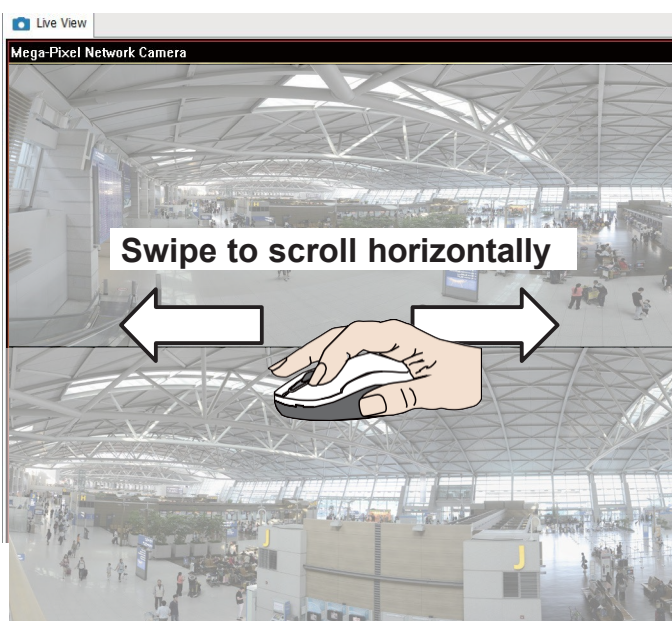 Live View
Mega-Pixel Network Camera
Swipe to scroll horizontally
J
J